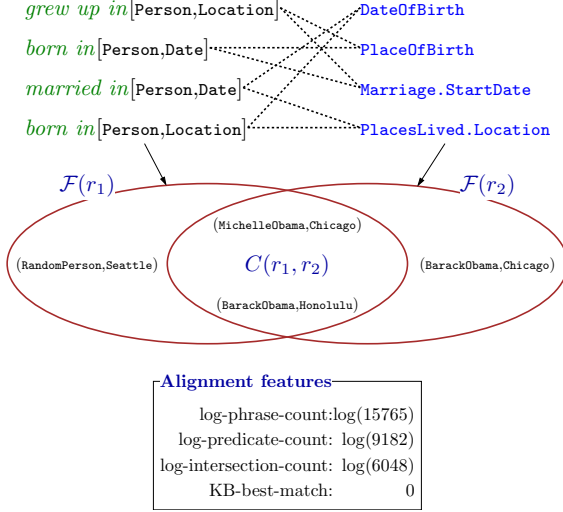 grew up in[Person,Location] DateOfBirth
born in[Person,Date] PlaceOfBirth
married in[Person,Date] Marriage.StartDate
born in[Person,Location] PlacesLived.Location
F(r₁) F(r₂)
(MichelleObama,Chicago)
(RandomPerson,Seattle) C(r₁, r₂) (BarackObama,Chicago)
(BarackObama,Honolulu)
Alignment features
log-phrase-count:log(15765)
log-predicate-count: log(9182)
log-intersection-count: log(6048)
KB-best-match: 0